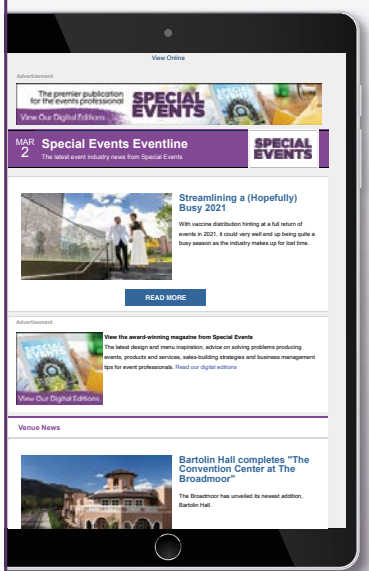 View Online
Advertisement
The premier publication
for the events professional
SPECIAL
EVENTS
View Our Digital Editions
MAR
2
Special Events Eventline
The latest event industry news from Special Events
SPECIAL
EVENTS
Streamlining a (Hopefully)
Busy 2021
With vaccine distribution hinting at a full return of
events in 2021, it could very well end up being quite a
busy season as the industry makes up for lost time.
READ MORE
Advertisement
View the award-winning magazine from Special Events
The latest design and menu inspiration, advice on solving problems producing
events, products and services, sales-building strategies and business management
tips for event professionals. Read our digital editions
SPECIAL
EVENTS
View Our Digital Editions
Venue News
Bartolin Hall completes "The
Convention Center at The
Broadmoor"
The Broadmoor has unveiled its newest addition,
Bartolin Hall.